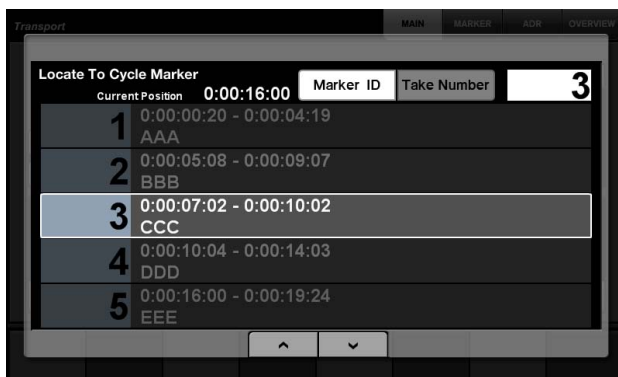 Transport
MAIN MARKER ADR OVERVIEW
Locate To Cycle Marker
Current Position 0:00:16:00
Marker ID Take Number 3
1 0:00:00:20 - 0:00:04:19
AAA
2 0:00:05:08 - 0:00:09:07
BBB
3 0:00:07:02 - 0:00:10:02
CCC
4 0:00:10:04 - 0:00:14:03
DDD
5 0:00:16:00 - 0:00:19:24
EEE